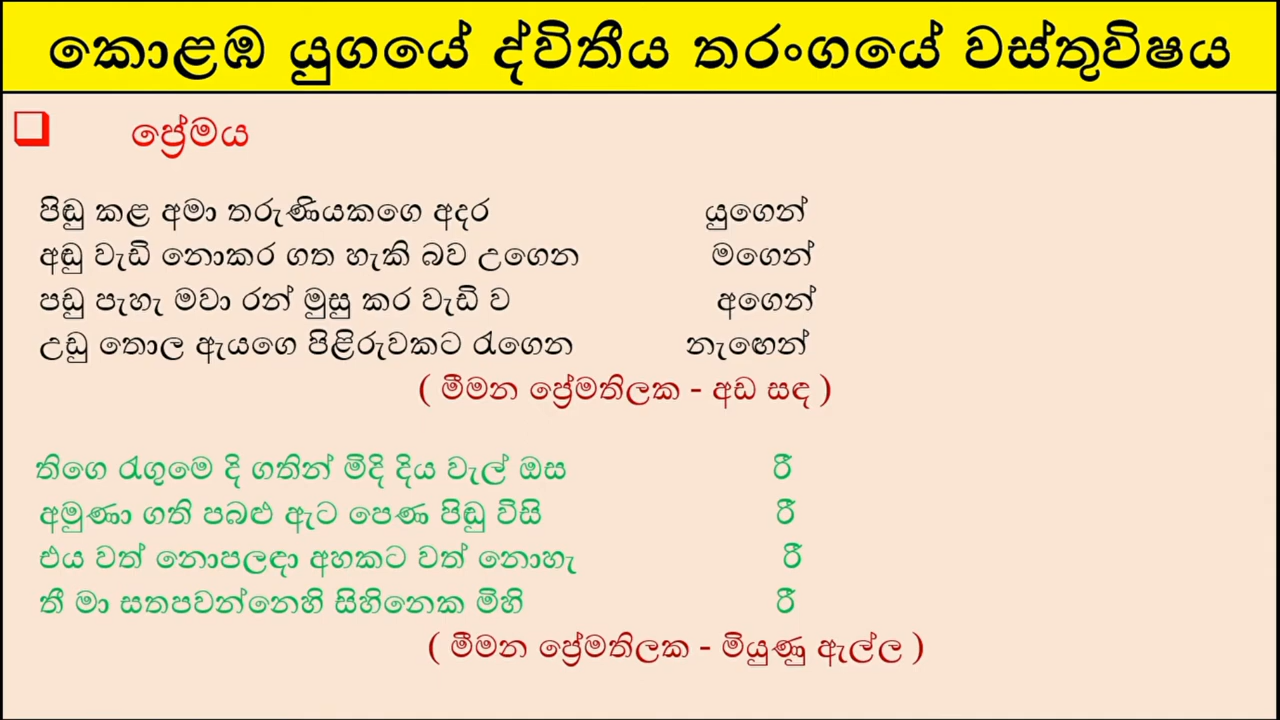 කොළඹ යුගයේ ද්විතීය තරංගයේ වස්තුවිෂය
ප්‍රේමය
පිඬු කළ අමා තරුණියකගෙ අදර යුගෙන්
අඬු වැඩි නොකර ගත හැකි බව උගෙන මගෙන්
පඩු පැහැ මවා රන් මුසු කර වැඩි ව අගෙන්
උඩු තොල ඇයගෙ පිළිරුවකට රැගෙන නැඟෙන්
( මීමන ප්‍රේමතිලක - අඩ සඳ )
තිගෙ රැගුමෙ දි ගතින් මිදි දිය වැල් ඔස රී
අමුණා ගති පබළු ඇට පෙණ පිඬු විසි රී
එය වත් නොපලඳා අහකට වත් නොහැ රී
තී මා සතපවන්නෙහි සිහිනෙක මිහි රී
( මීමන ප්‍රේමතිලක - මියුණු ඇල්ල )